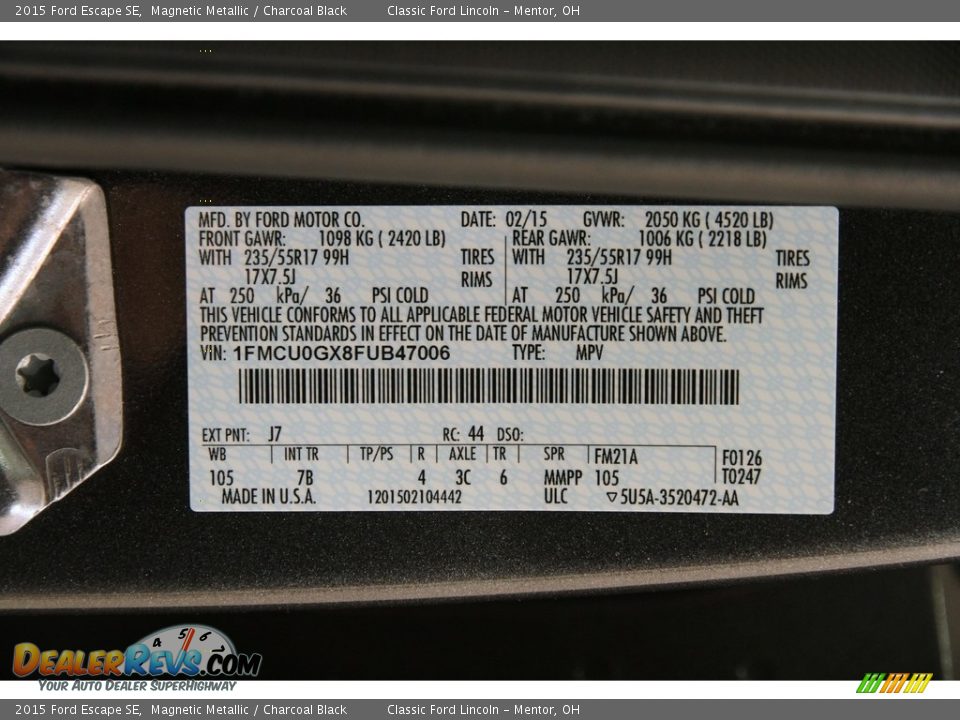 2015 Ford Escape SE, Magnetic Metallic / Charcoal Black Classic Ford Lincoln - Mentor, OH
MFD. BY FORD MOTOR CO. DATE: 02/15 GVWR: 2050 KG ( 4520 LB)
FRONT GAWR: 1098 KG ( 2420 LB) REAR GAWR: 1006 KG ( 2218 LB)
WITH 235/55R17 99H TIRES WITH 235/55R17 99H TIRES
17X7.5J RIMS 17X7.5J RIMS
AT 250 kPa/ 36 PSI COLD AT 250 kPa/ 36 PSI COLD
THIS VEHICLE CONFORMS TO ALL APPLICABLE FEDERAL MOTOR VEHICLE SAFETY AND THEFT
PREVENTION STANDARDS IN EFFECT ON THE DATE OF MANUFACTURE SHOWN ABOVE.
VIN: 1FMCU0GX8FUB47006 TYPE: MPV
EXT PNT: J7 RC: 44 DSO:
WB INT TR TP/PS R AXLE TR SPR FM21A F0126
105 7B 4 3C 6 MMPP 105 T0247
MADE IN U.S.A. 1201502104442 ULC ▽5U5A-3520472-AA
4 5 6
DEALERREVS.COM
YOUR AUTO DEALER SUPERHIGHWAY
2015 Ford Escape SE, Magnetic Metallic / Charcoal Black Classic Ford Lincoln - Mentor, OH